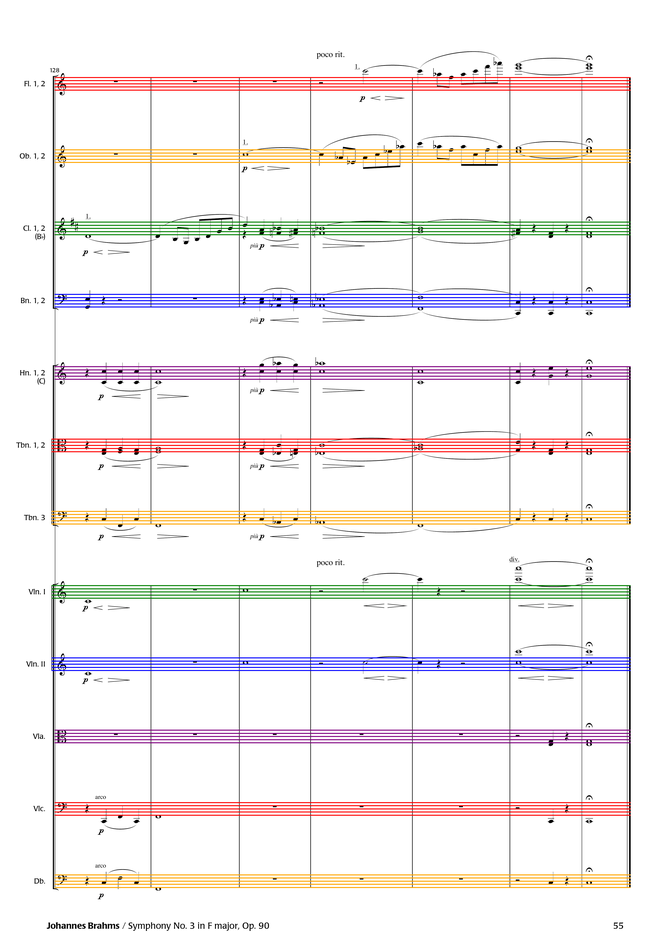 poco rit.
128
I.
Fl. 1, 2
p
I.
Ob. 1, 2
p
I.
Cl. 1, 2
(B♭)
p
più p
Bn. 1, 2
più p
Hn. 1, 2
(C)
p
più p
Tbn. 1, 2
p
più p
Tbn. 3
p
più p
poco rit.
div.
Vln. I
p
Vln. II
p
Vla.
arco
Vlc.
p
arco
Db.
p
Johannes Brahms / Symphony No. 3 in F major, Op. 90
55